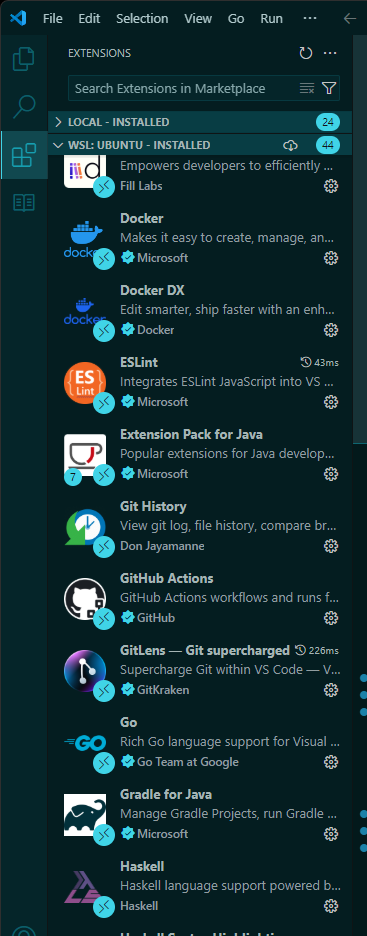 File Edit Selection View Go Run ...
EXTENSIONS
Search Extensions in Marketplace
LOCAL - INSTALLED 24
WSL: UBUNTU - INSTALLED 44
Empowers developers to efficiently ...
Fill Labs
Docker
docker
Makes it easy to create, manage, an...
Microsoft
Docker DX
docker
Edit smarter, ship faster with an enh...
Docker
ESLint 43ms
ES
Lint
Integrates ESLint JavaScript into VS ...
Microsoft
Extension Pack for Java
Popular extensions for Java develop...
7
Microsoft
Git History
View git log, file history, compare br...
Don Jayamanne
GitHub Actions
GitHub Actions workflows and runs f...
GitHub
GitLens — Git supercharged 226ms
Supercharge Git within VS Code — V...
GitKraken
Go
GO
Rich Go language support for Visual ...
Go Team at Google
Gradle for Java
Manage Gradle Projects, run Gradle ...
Microsoft
Haskell
Haskell language support powered b...
Haskell